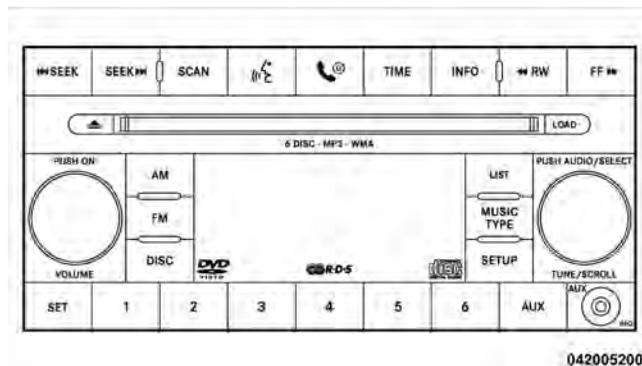 SEEK SEEK SCAN TIME INFO RW FF
LOAD
6 DISC - MP3 - WMA
PUSH ON
PUSH AUDIO/SELECT
AM
LIST
FM
MUSIC
TYPE
DISC
SETUP
DVD
VIDEO
R·D·S
DISC
VOLUME
TUNE/SCROLL
SET 1 2 3 4 5 6 AUX
AUX
042005200